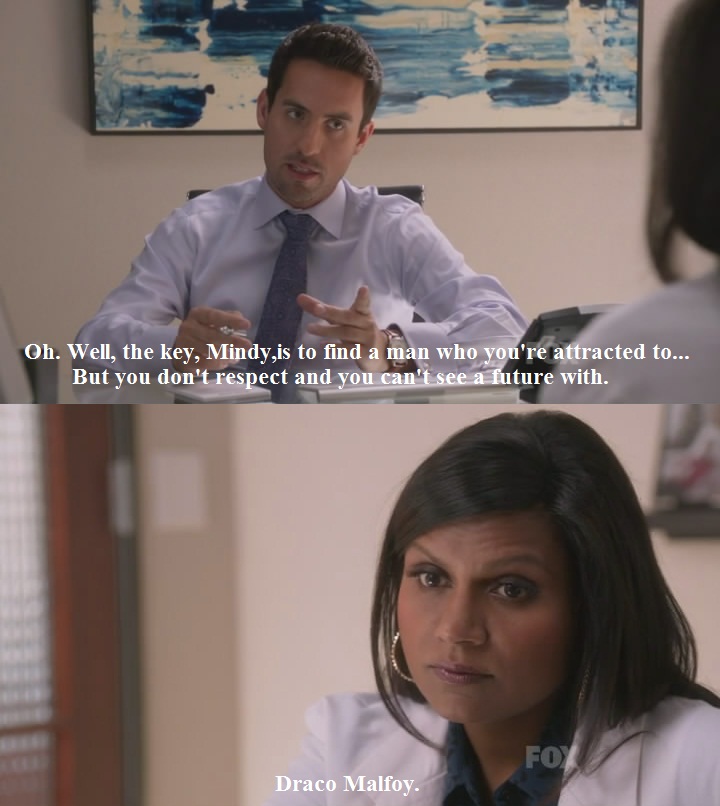 Oh. Well, the key, Mindy,is to find a man who you're attracted to...
But you don't respect and you can't see a future with.
FOX
Draco Malfoy.